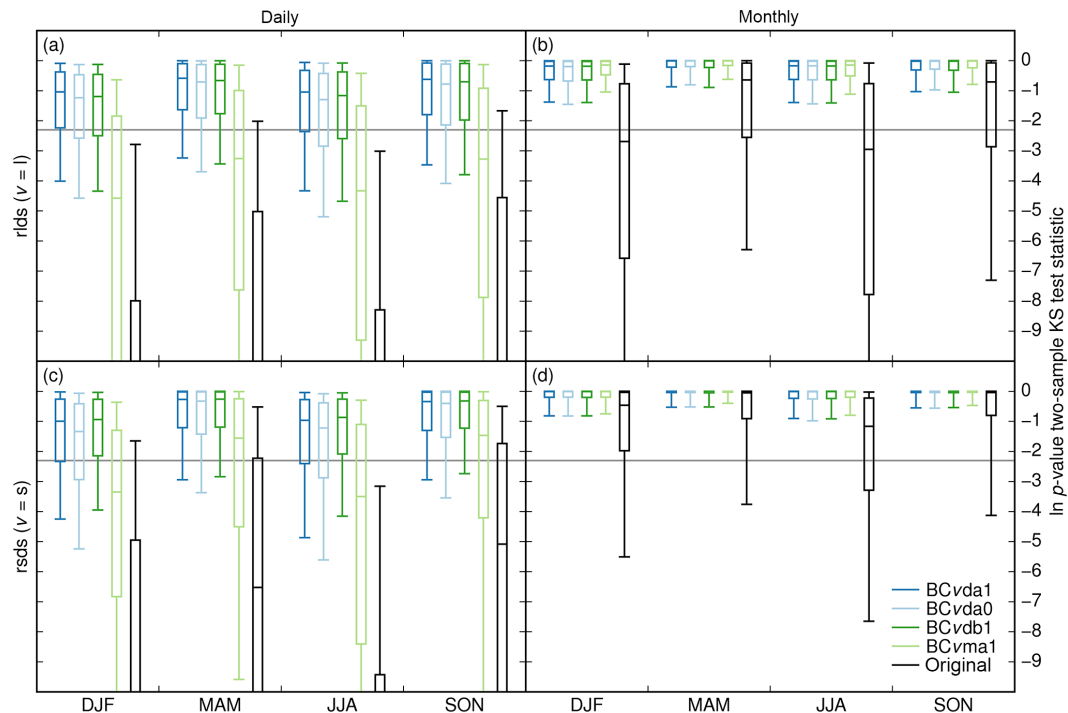 Daily
Monthly
(a)
(b)
0
−1
−2
−3
−4
−5
−6
−7
−8
−9
rlds (v = l)
(c)
(d)
0
−1
−2
−3
−4
−5
−6
−7
−8
−9
rsds (v = s)
ln p-value two-sample KS test statistic
BCvda1
BCvda0
BCvdb1
BCvma1
Original
DJF MAM JJA SON DJF MAM JJA SON